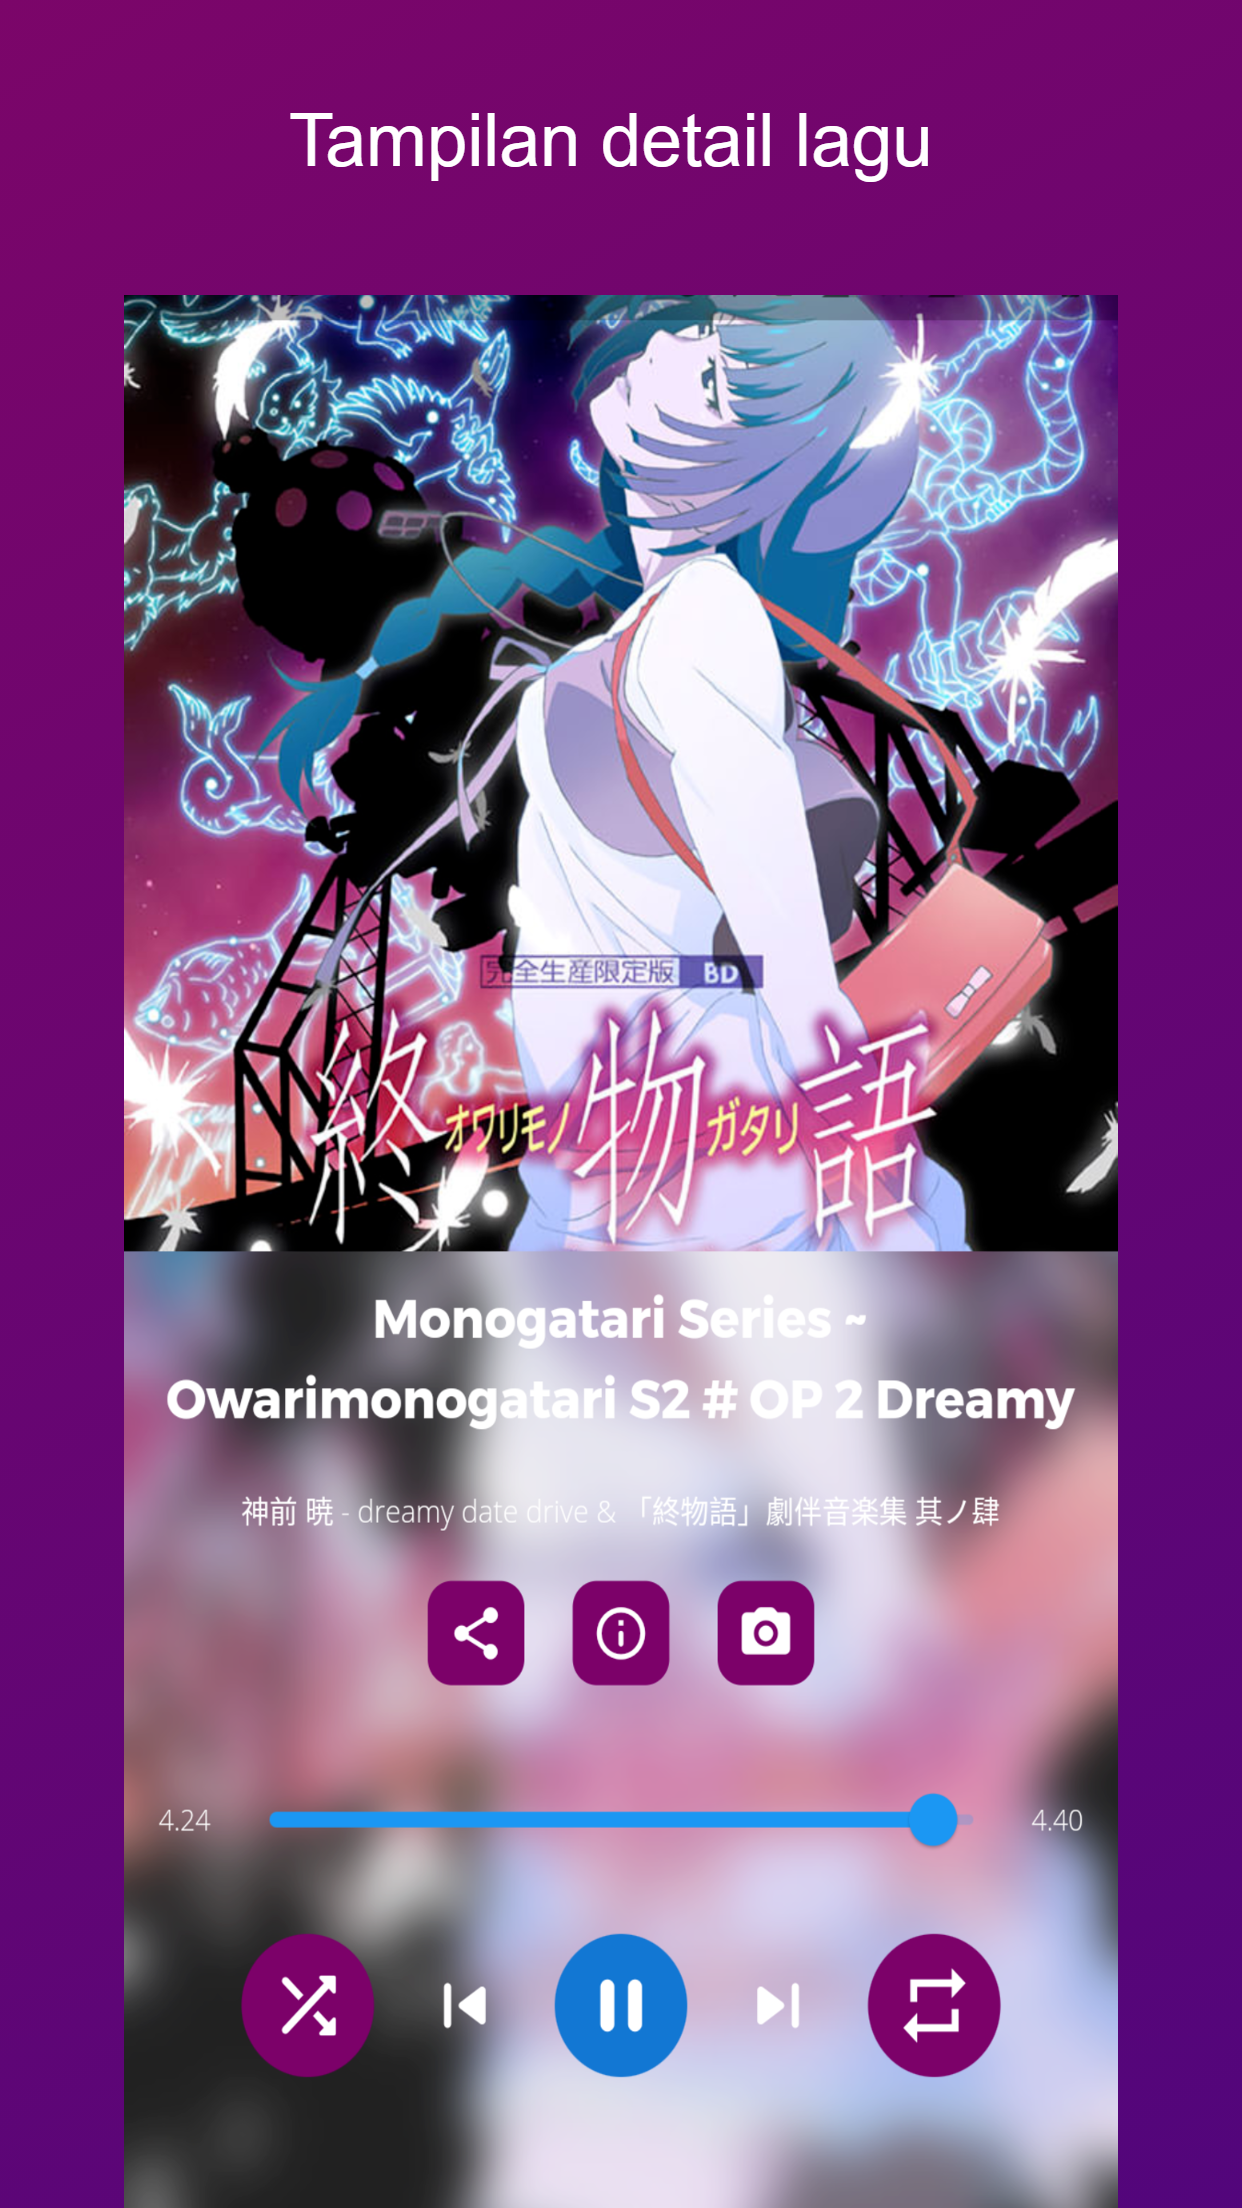 Tampilan detail lagu
完全生産限定版 BD
終オワリモノ物ガタリ語
Monogatari Series ~
Owarimonogatari S2 # OP 2 Dreamy
神前 暁 - dreamy date drive & 「終物語」劇伴音楽集 其ノ肆
4.24 4.40